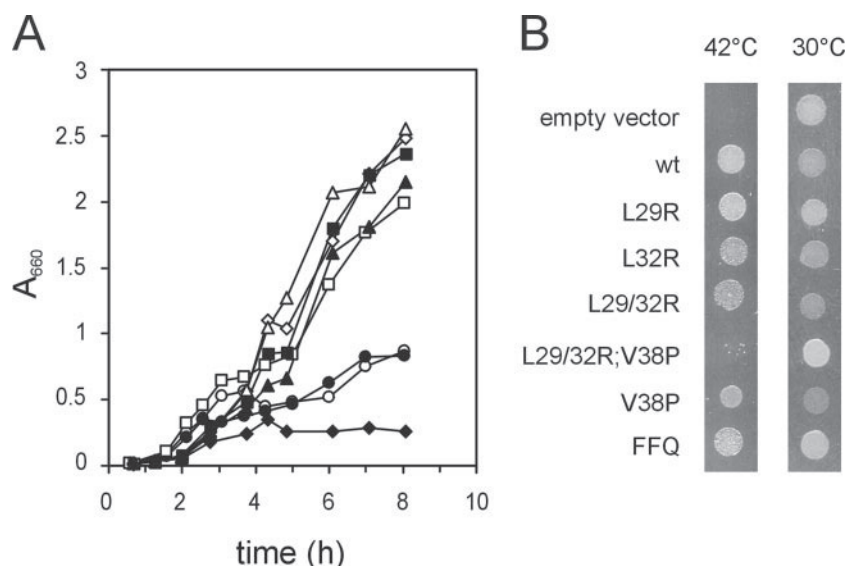 A
3
2.5
2
1.5
1
0.5
0
A660
0 2 4 6 8 10
time (h)
B
42°C 30°C
empty vector
wt
L29R
L32R
L29/32R
L29/32R;V38P
V38P
FFQ